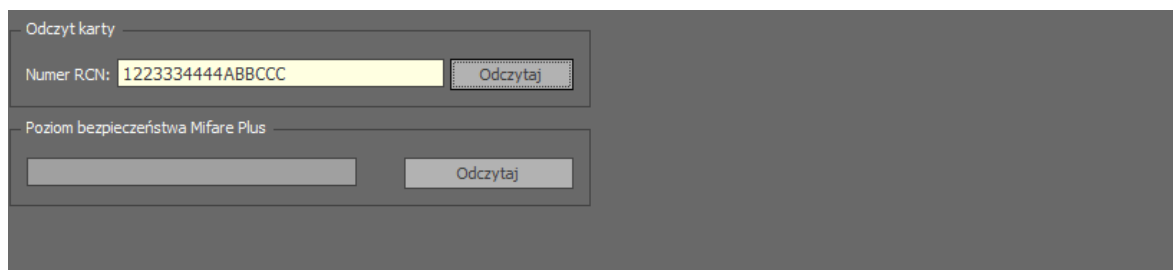 Odczyt karty
Numer RCN: 1223334444ABBCCC Odczytaj
Poziom bezpieczeństwa Mifare Plus
Odczytaj